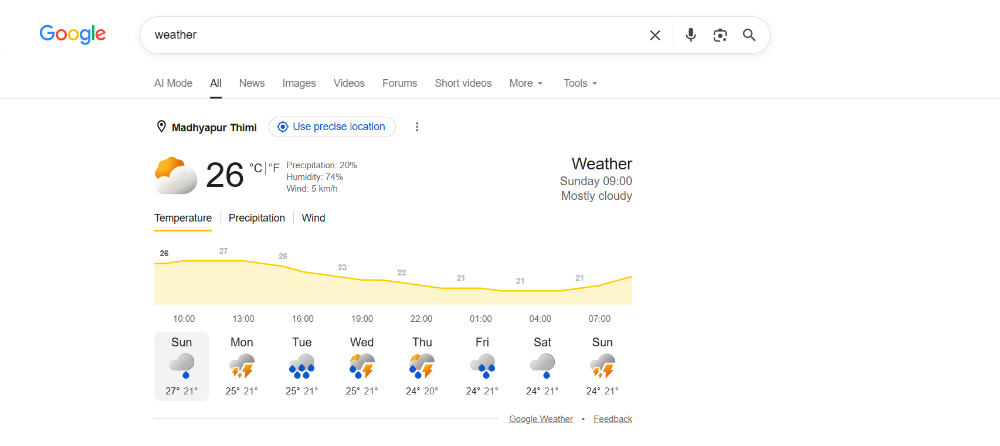 Google
weather
AI Mode All News Images Videos Forums Short videos More Tools
Madhyapur Thimi Use precise location
26 °C °F
Precipitation: 20%
Humidity: 74%
Wind: 5 km/h
Weather
Sunday 09:00
Mostly cloudy
Temperature Precipitation Wind
26 27 26 23 22 21 21 21
10:00 13:00 16:00 19:00 22:00 01:00 04:00 07:00
Sun Mon Tue Wed Thu Fri Sat Sun
27° 21° 25° 21° 25° 21° 25° 21° 24° 20° 24° 21° 24° 21° 24° 21°
Google Weather • Feedback